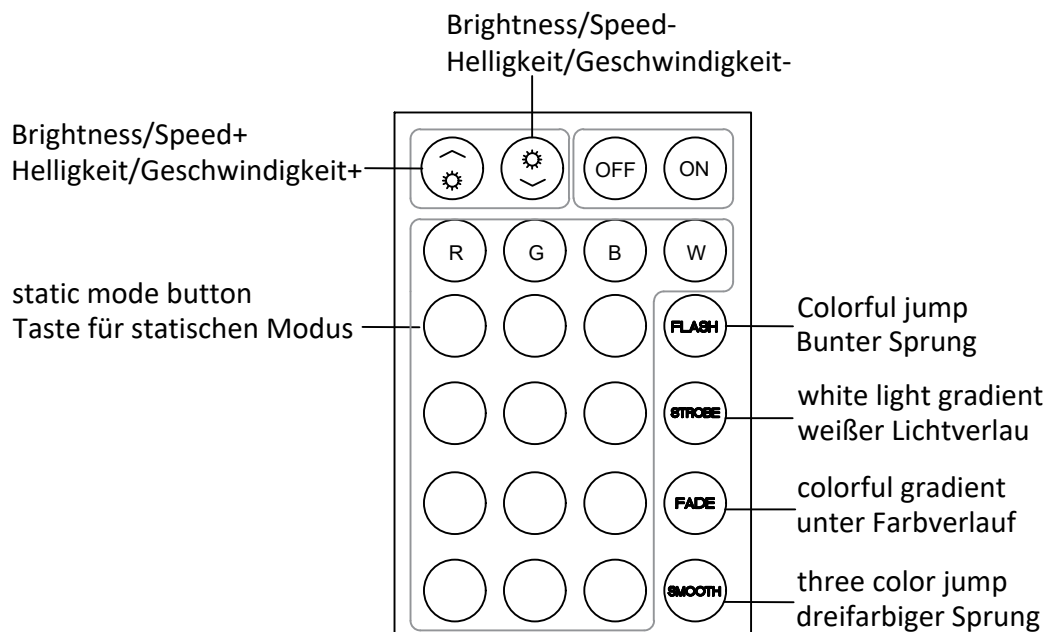 Brightness/Speed-
Helligkeit/Geschwindigkeit-
Brightness/Speed+
Helligkeit/Geschwindigkeit+
OFF
ON
R
G
B
W
static mode button
Taste für statischen Modus
FLASH
Colorful jump
Bunter Sprung
STROBE
white light gradient
weißer Lichtverlau
FADE
colorful gradient
unter Farbverlauf
SMOOTH
three color jump
dreifarbiger Sprung